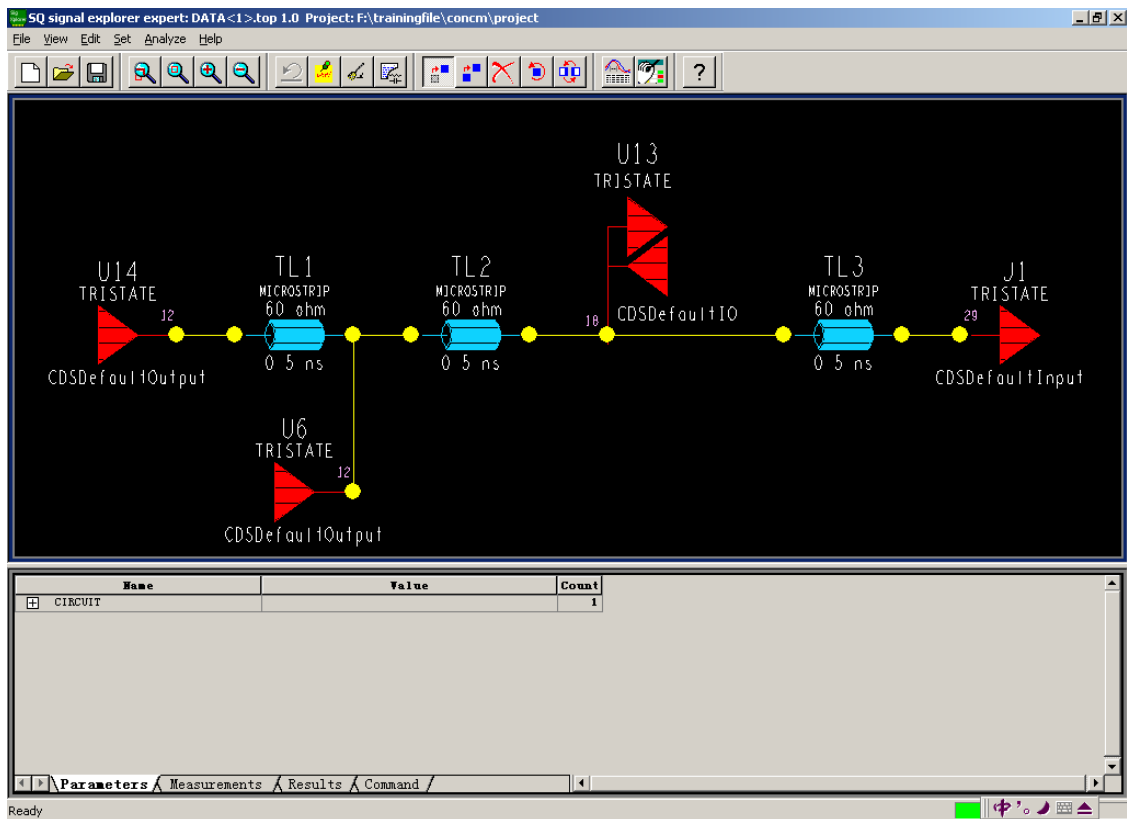 SQ signal explorer expert: DATA<1>.top 1.0 Project: F:\trainingfile\concm\project
File View Edit Set Analyze Help
U13
TRISTATE
CDSDefaultIO
18
U14
TRISTATE
12
CDSDefaultOutput
TL1
MICROSTRIP
60 ohm
0 5 ns
TL2
MICROSTRIP
60 ohm
0 5 ns
TL3
MICROSTRIP
60 ohm
0 5 ns
J1
TRISTATE
29
CDSDefaultInput
U6
TRISTATE
12
CDSDefaultOutput
Name Value Count
CIRCUIT 1
Parameters Measurements Results Command
Ready
中